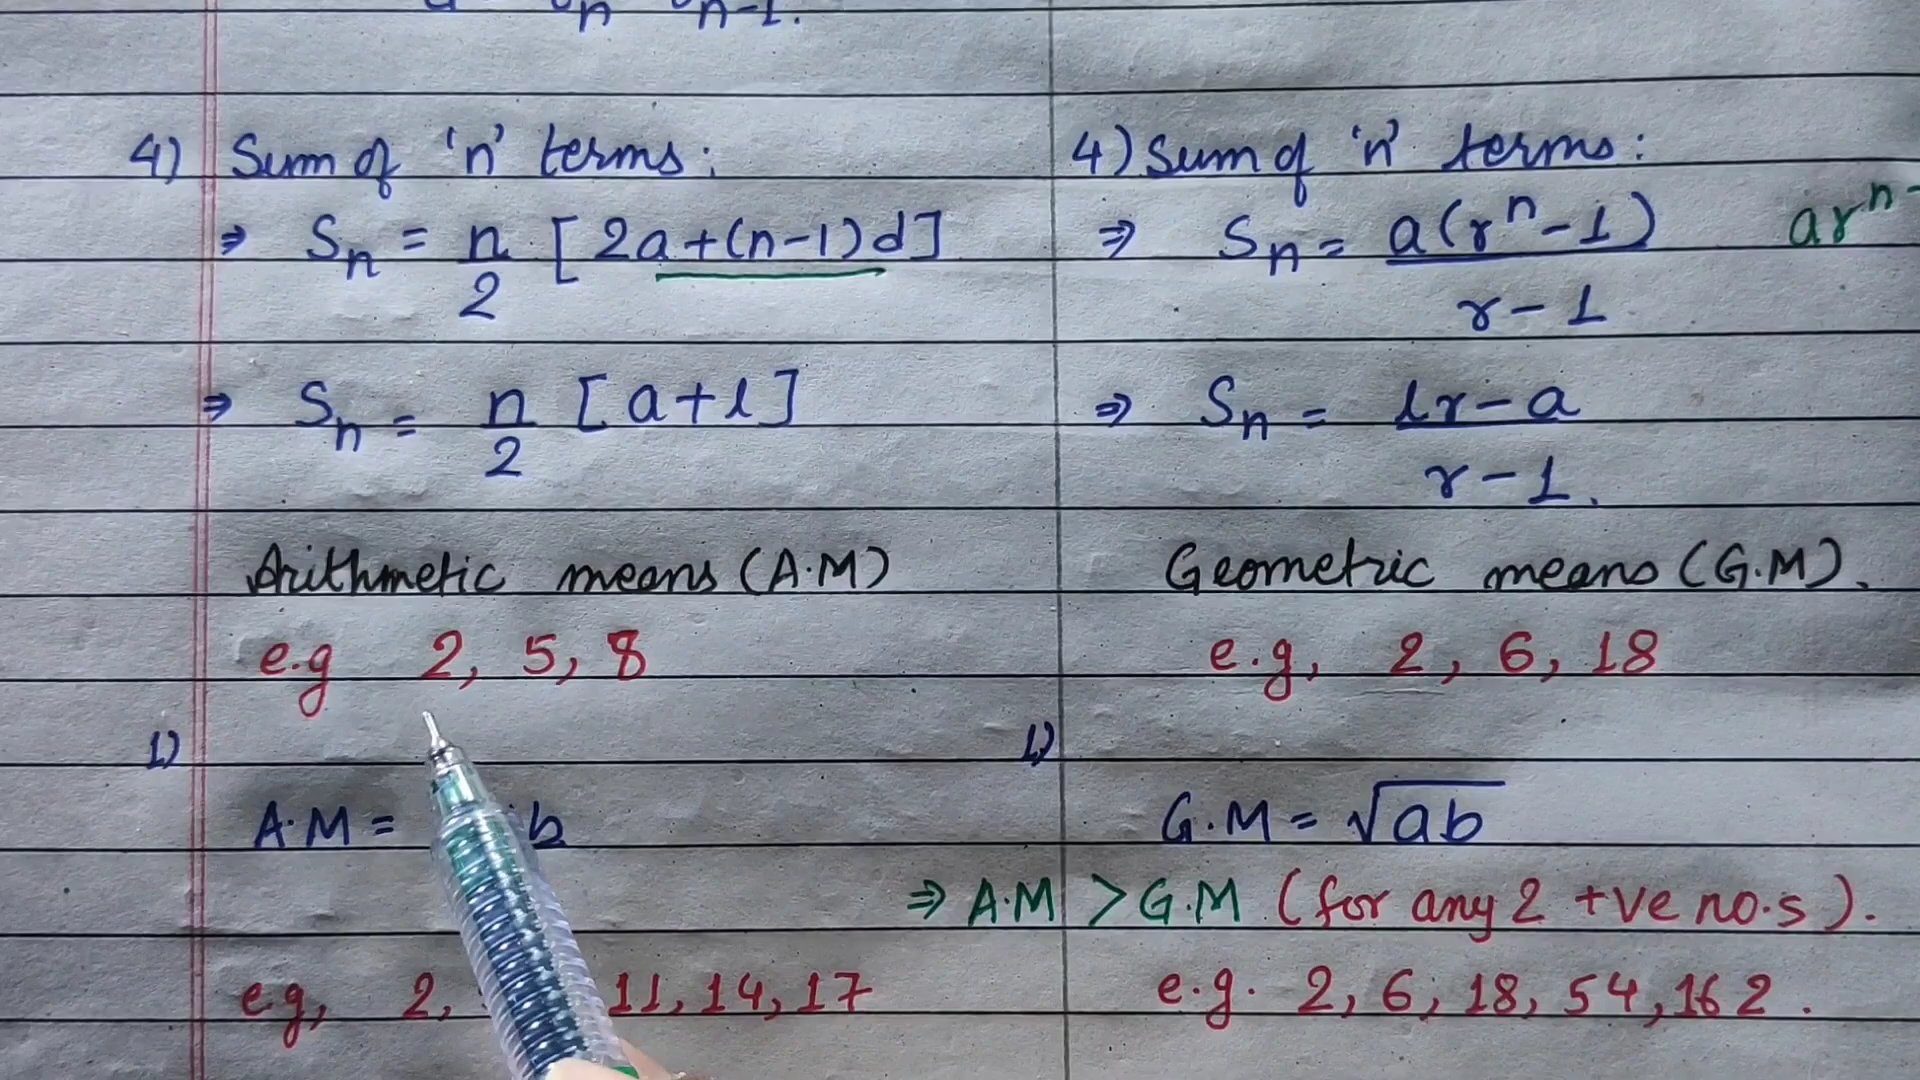 4) Sum of 'n' terms:
⇒ Sn = n/2 [2a+(n-1)d]
⇒ Sn = n/2 [a+l]
Arithmetic means (A.M)
e.g 2, 5, 8
1)
A.M = b
e.g, 2, 11, 14, 17
4) Sum of 'n' terms:
⇒ Sn = a(r^n-1)/r-1 ar^n-
⇒ Sn = lr-a/r-1.
Geometric means (G.M).
e.g, 2, 6, 18
1)
G.M = √ab
⇒ A.M > G.M (for any 2 +ve no.s).
e.g. 2, 6, 18, 54, 162.